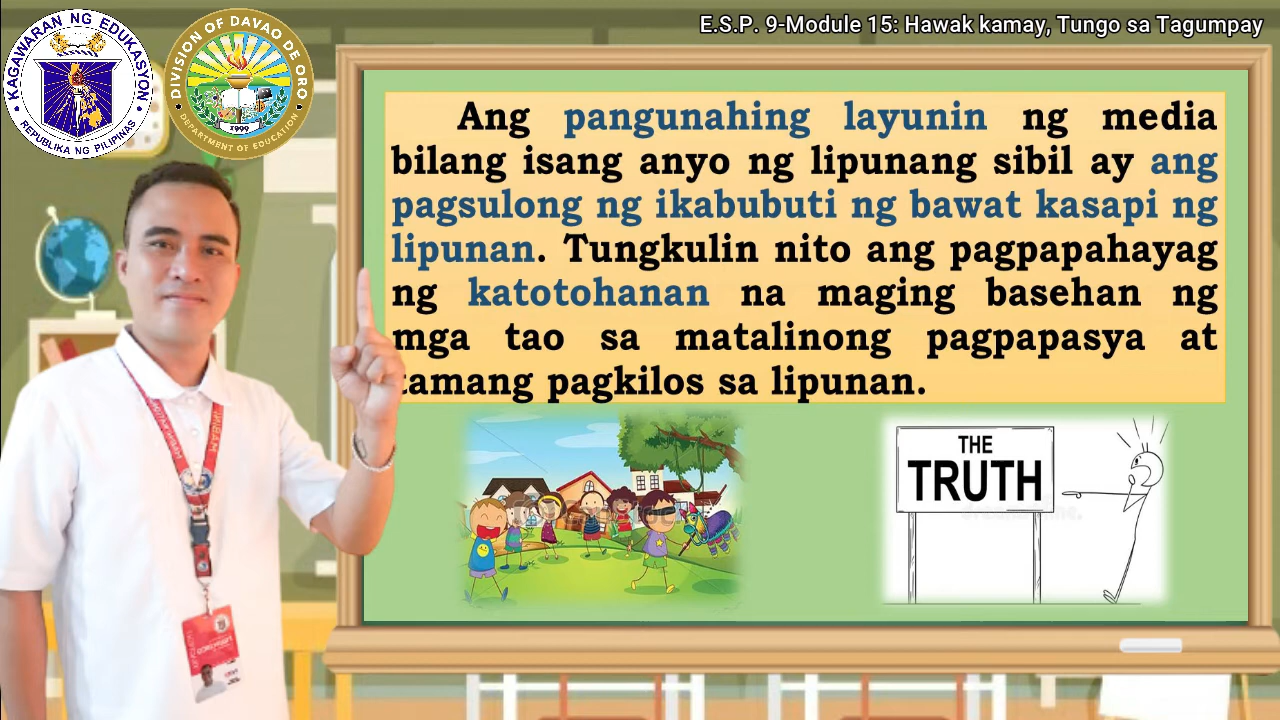 E.S.P. 9-Module 15: Hawak kamay, Tungo sa Tagumpay
KAGAWARAN NG EDUKASYON
REPUBLIKA NG PILIPINAS
DIVISION OF DAVAO DE ORO
1999
DEPARTMENT OF EDUCATION
Ang pangunahing layunin ng media
bilang isang anyo ng lipunang sibil ay ang
pagsulong ng ikabubuti ng bawat kasapi ng
lipunan. Tungkulin nito ang pagpapahayag
ng katotohanan na maging basehan ng
mga tao sa matalinong pagpapasya at
tamang pagkilos sa lipunan.
THE
TRUTH